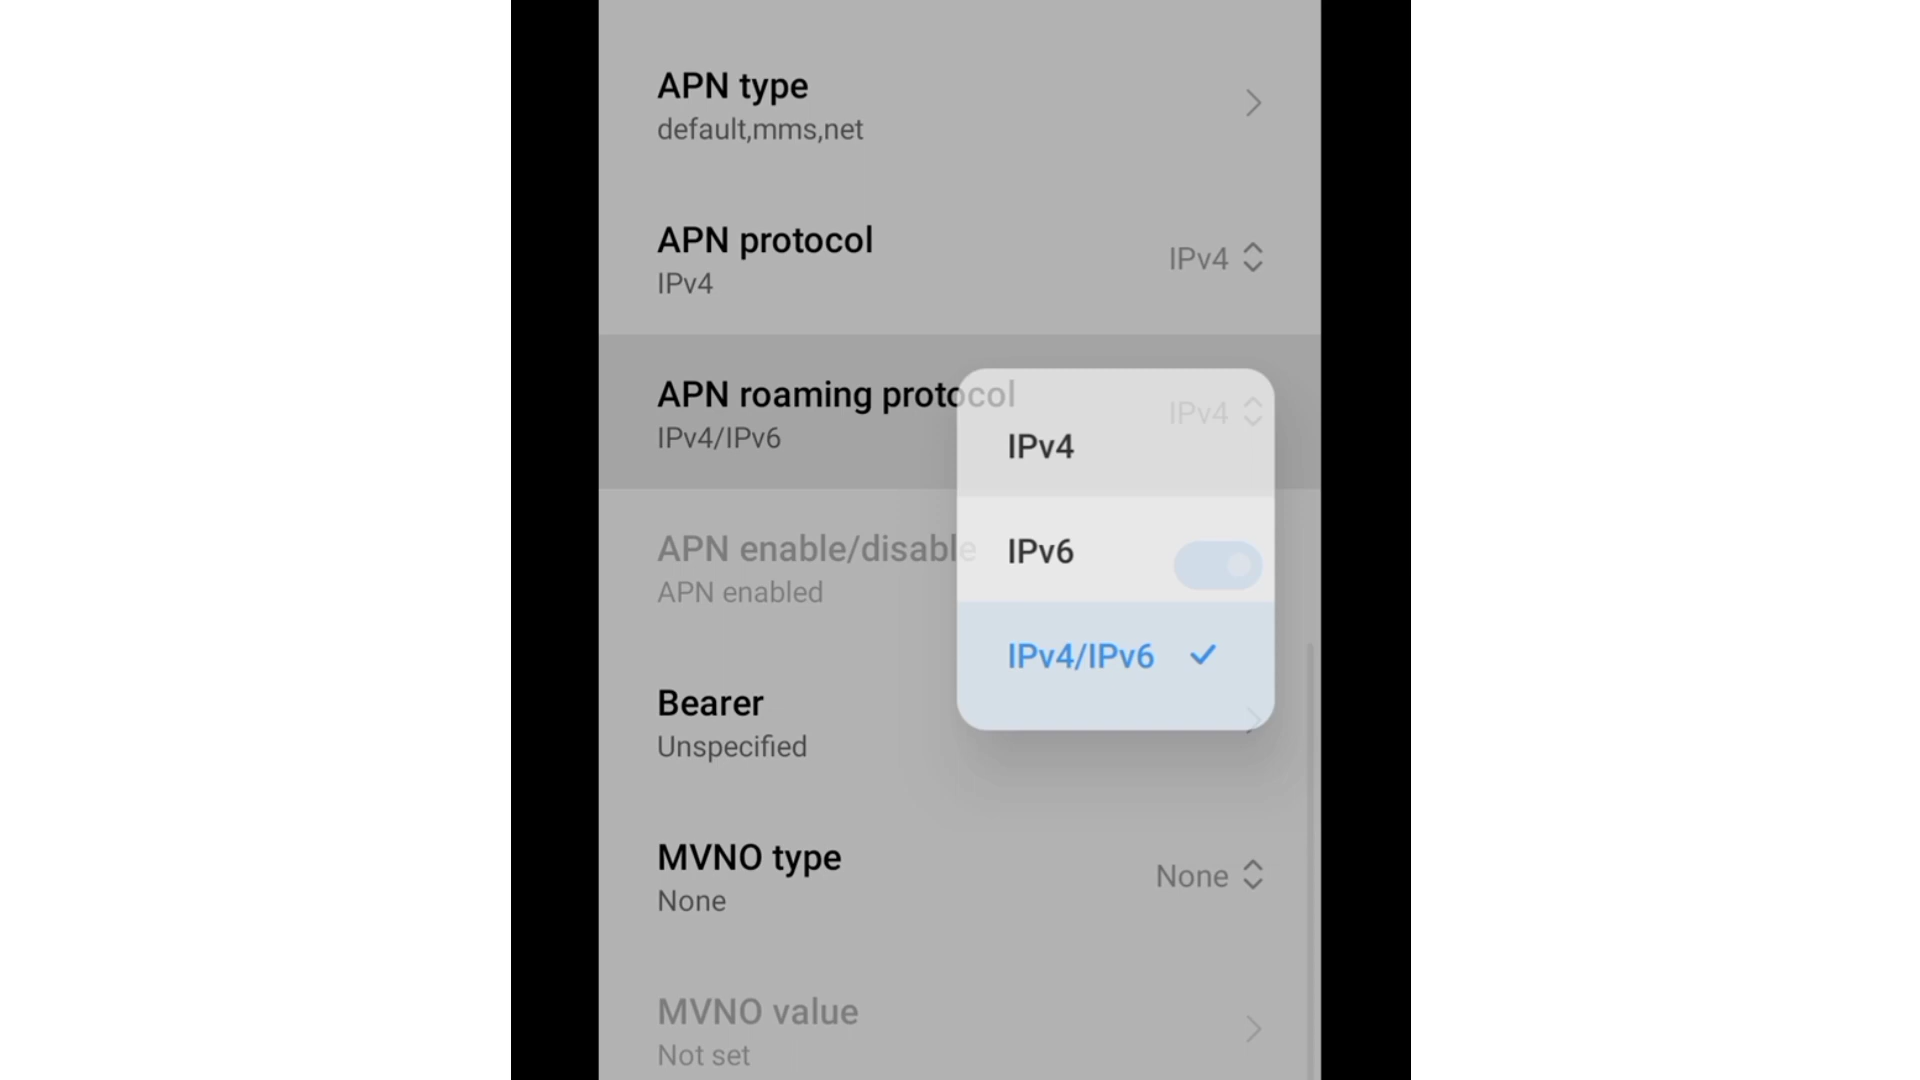 APN type
default,mms,net
APN protocol
IPv4
IPv4
APN roaming protocol
IPv4/IPv6
IPv4
IPv4
IPv6
IPv4/IPv6
APN enable/disable
APN enabled
Bearer
Unspecified
MVNO type
None
None
MVNO value
Not set